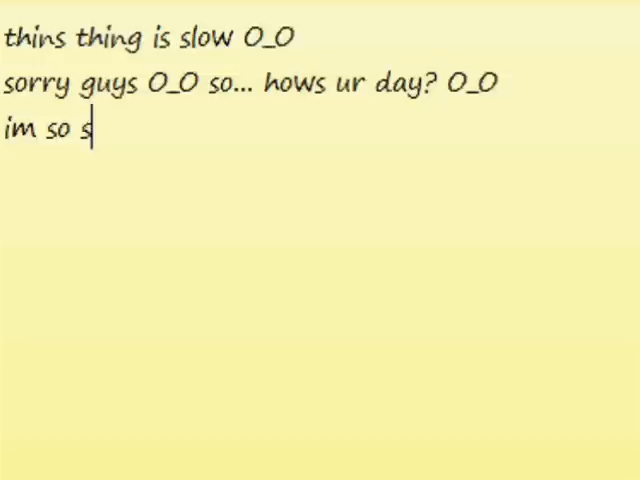 thins thing is slow O_O
sorry guys O_O so... hows ur day? O_O
im so s